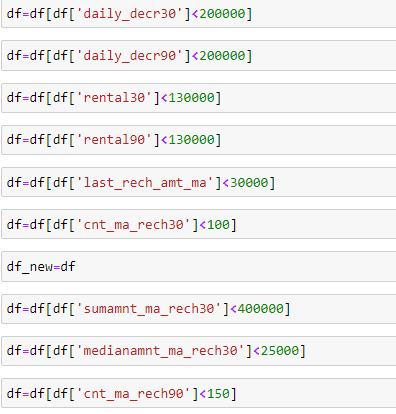 df=df[df['daily_decr30']<200000]
df=df[df['daily_decr90']<200000]
df=df[df['rental30']<130000]
df=df[df['rental90']<130000]
df=df[df['last_rech_amt_ma']<30000]
df=df[df['cnt_ma_rech30']<100]
df_new=df
df=df[df['sumamnt_ma_rech30']<400000]
df=df[df['medianamnt_ma_rech30']<25000]
df=df[df['cnt_ma_rech90']<150]